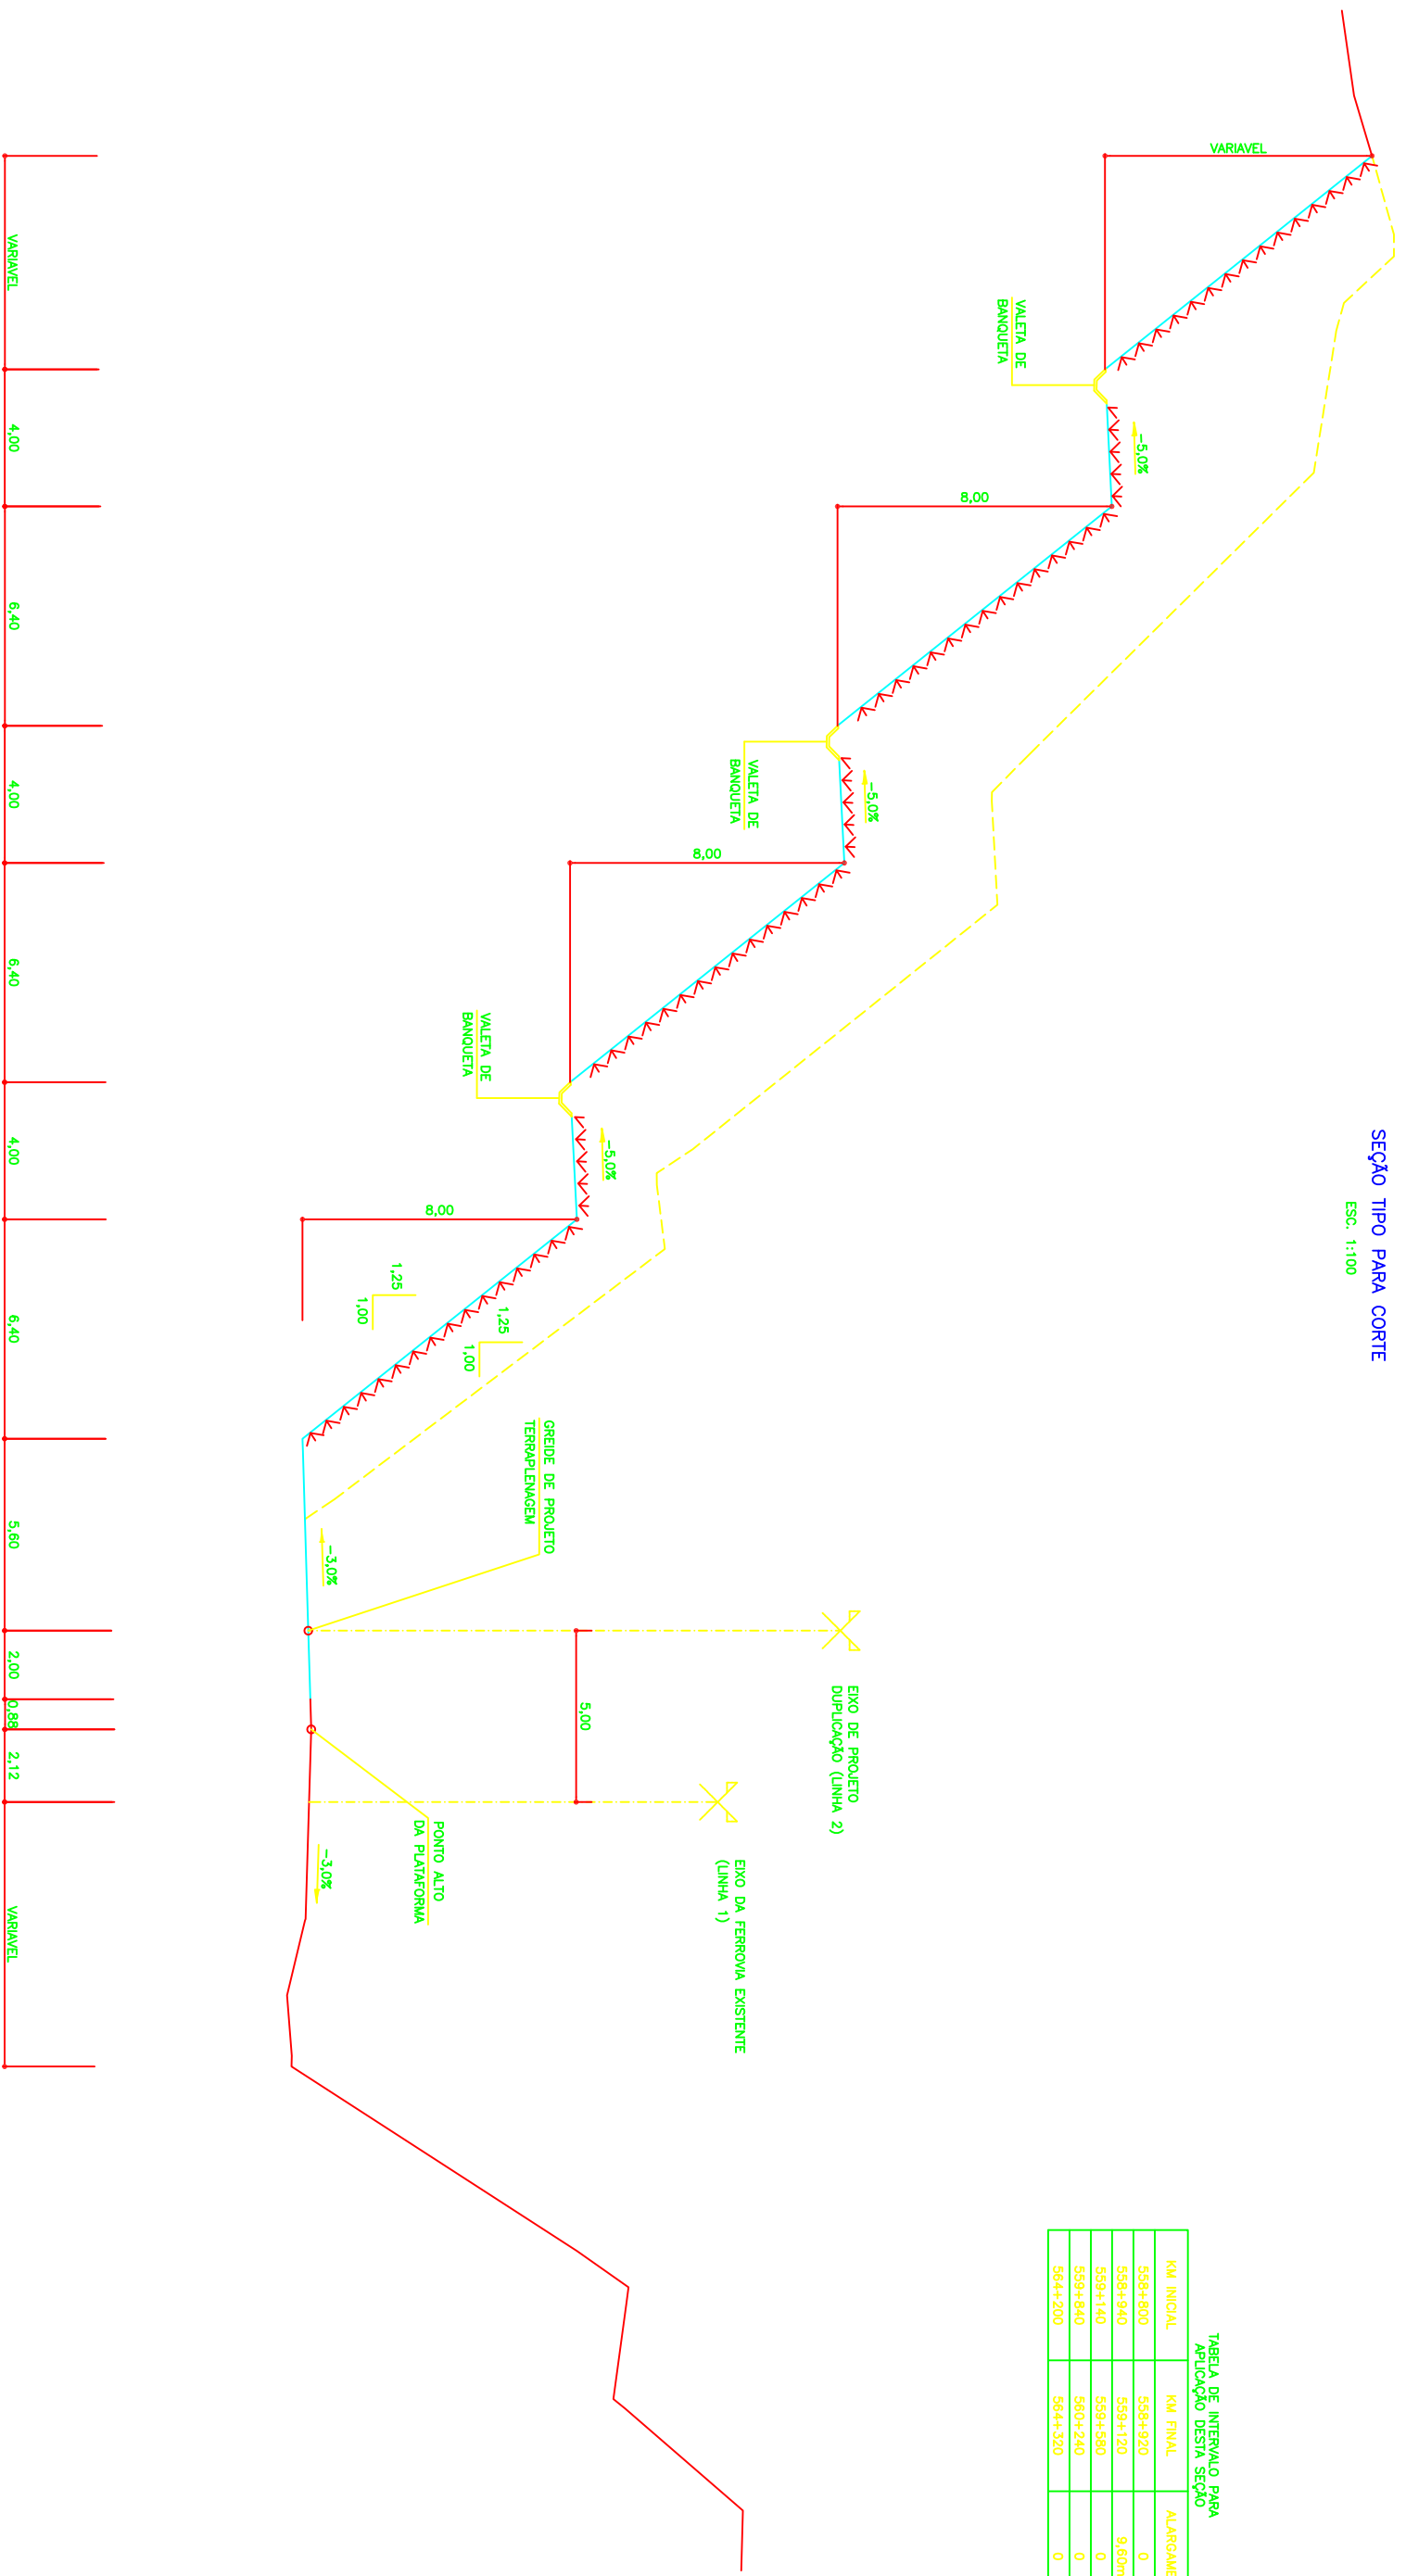 SEÇÃO TIPO PARA CORTE
ESC. 1:100
TABELA DE INTERVALO PARA
APLICAÇÃO DESTA SEÇÃO
KM INICIAL KM FINAL
558+800 558+920 0
558+940 559+120 9,60m
559+140 559+580 0
559+840 560+240 0
564+200 564+320 0
VARIAVEL
VALETA DE
BANQUETA
-5,0%
8,00
VALETA DE
BANQUETA
-5,0%
8,00
VALETA DE
BANQUETA
-5,0%
8,00
1,25
1,00
1,25
1,00
GREIDE DE PROJETO
TERRAPLENAGEM
-3,0%
EIXO DE PROJETO
DUPLICAÇÃO (LINHA 2)
5,00
EIXO DA FERROVIA EXISTENTE
(LINHA 1)
PONTO ALTO
DA PLATAFORMA
-3,0%
VARIAVEL 4,00 6,40 4,00 6,40 4,00 6,40 5,60 2,00 0,88 2,12 VARIAVEL